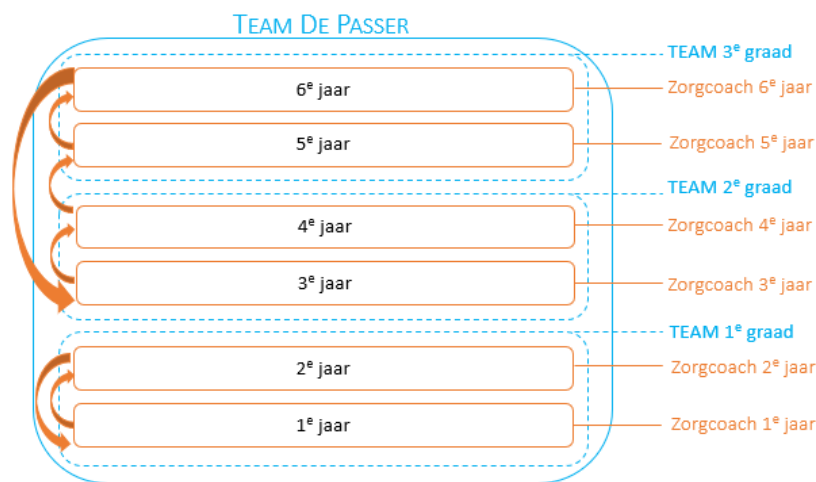 TEAM DE PASSER
TEAM 3ᵉ graad
6ᵉ jaar
Zorgcoach 6ᵉ jaar
5ᵉ jaar
Zorgcoach 5ᵉ jaar
TEAM 2ᵉ graad
4ᵉ jaar
Zorgcoach 4ᵉ jaar
3ᵉ jaar
Zorgcoach 3ᵉ jaar
TEAM 1ᵉ graad
2ᵉ jaar
Zorgcoach 2ᵉ jaar
1ᵉ jaar
Zorgcoach 1ᵉ jaar